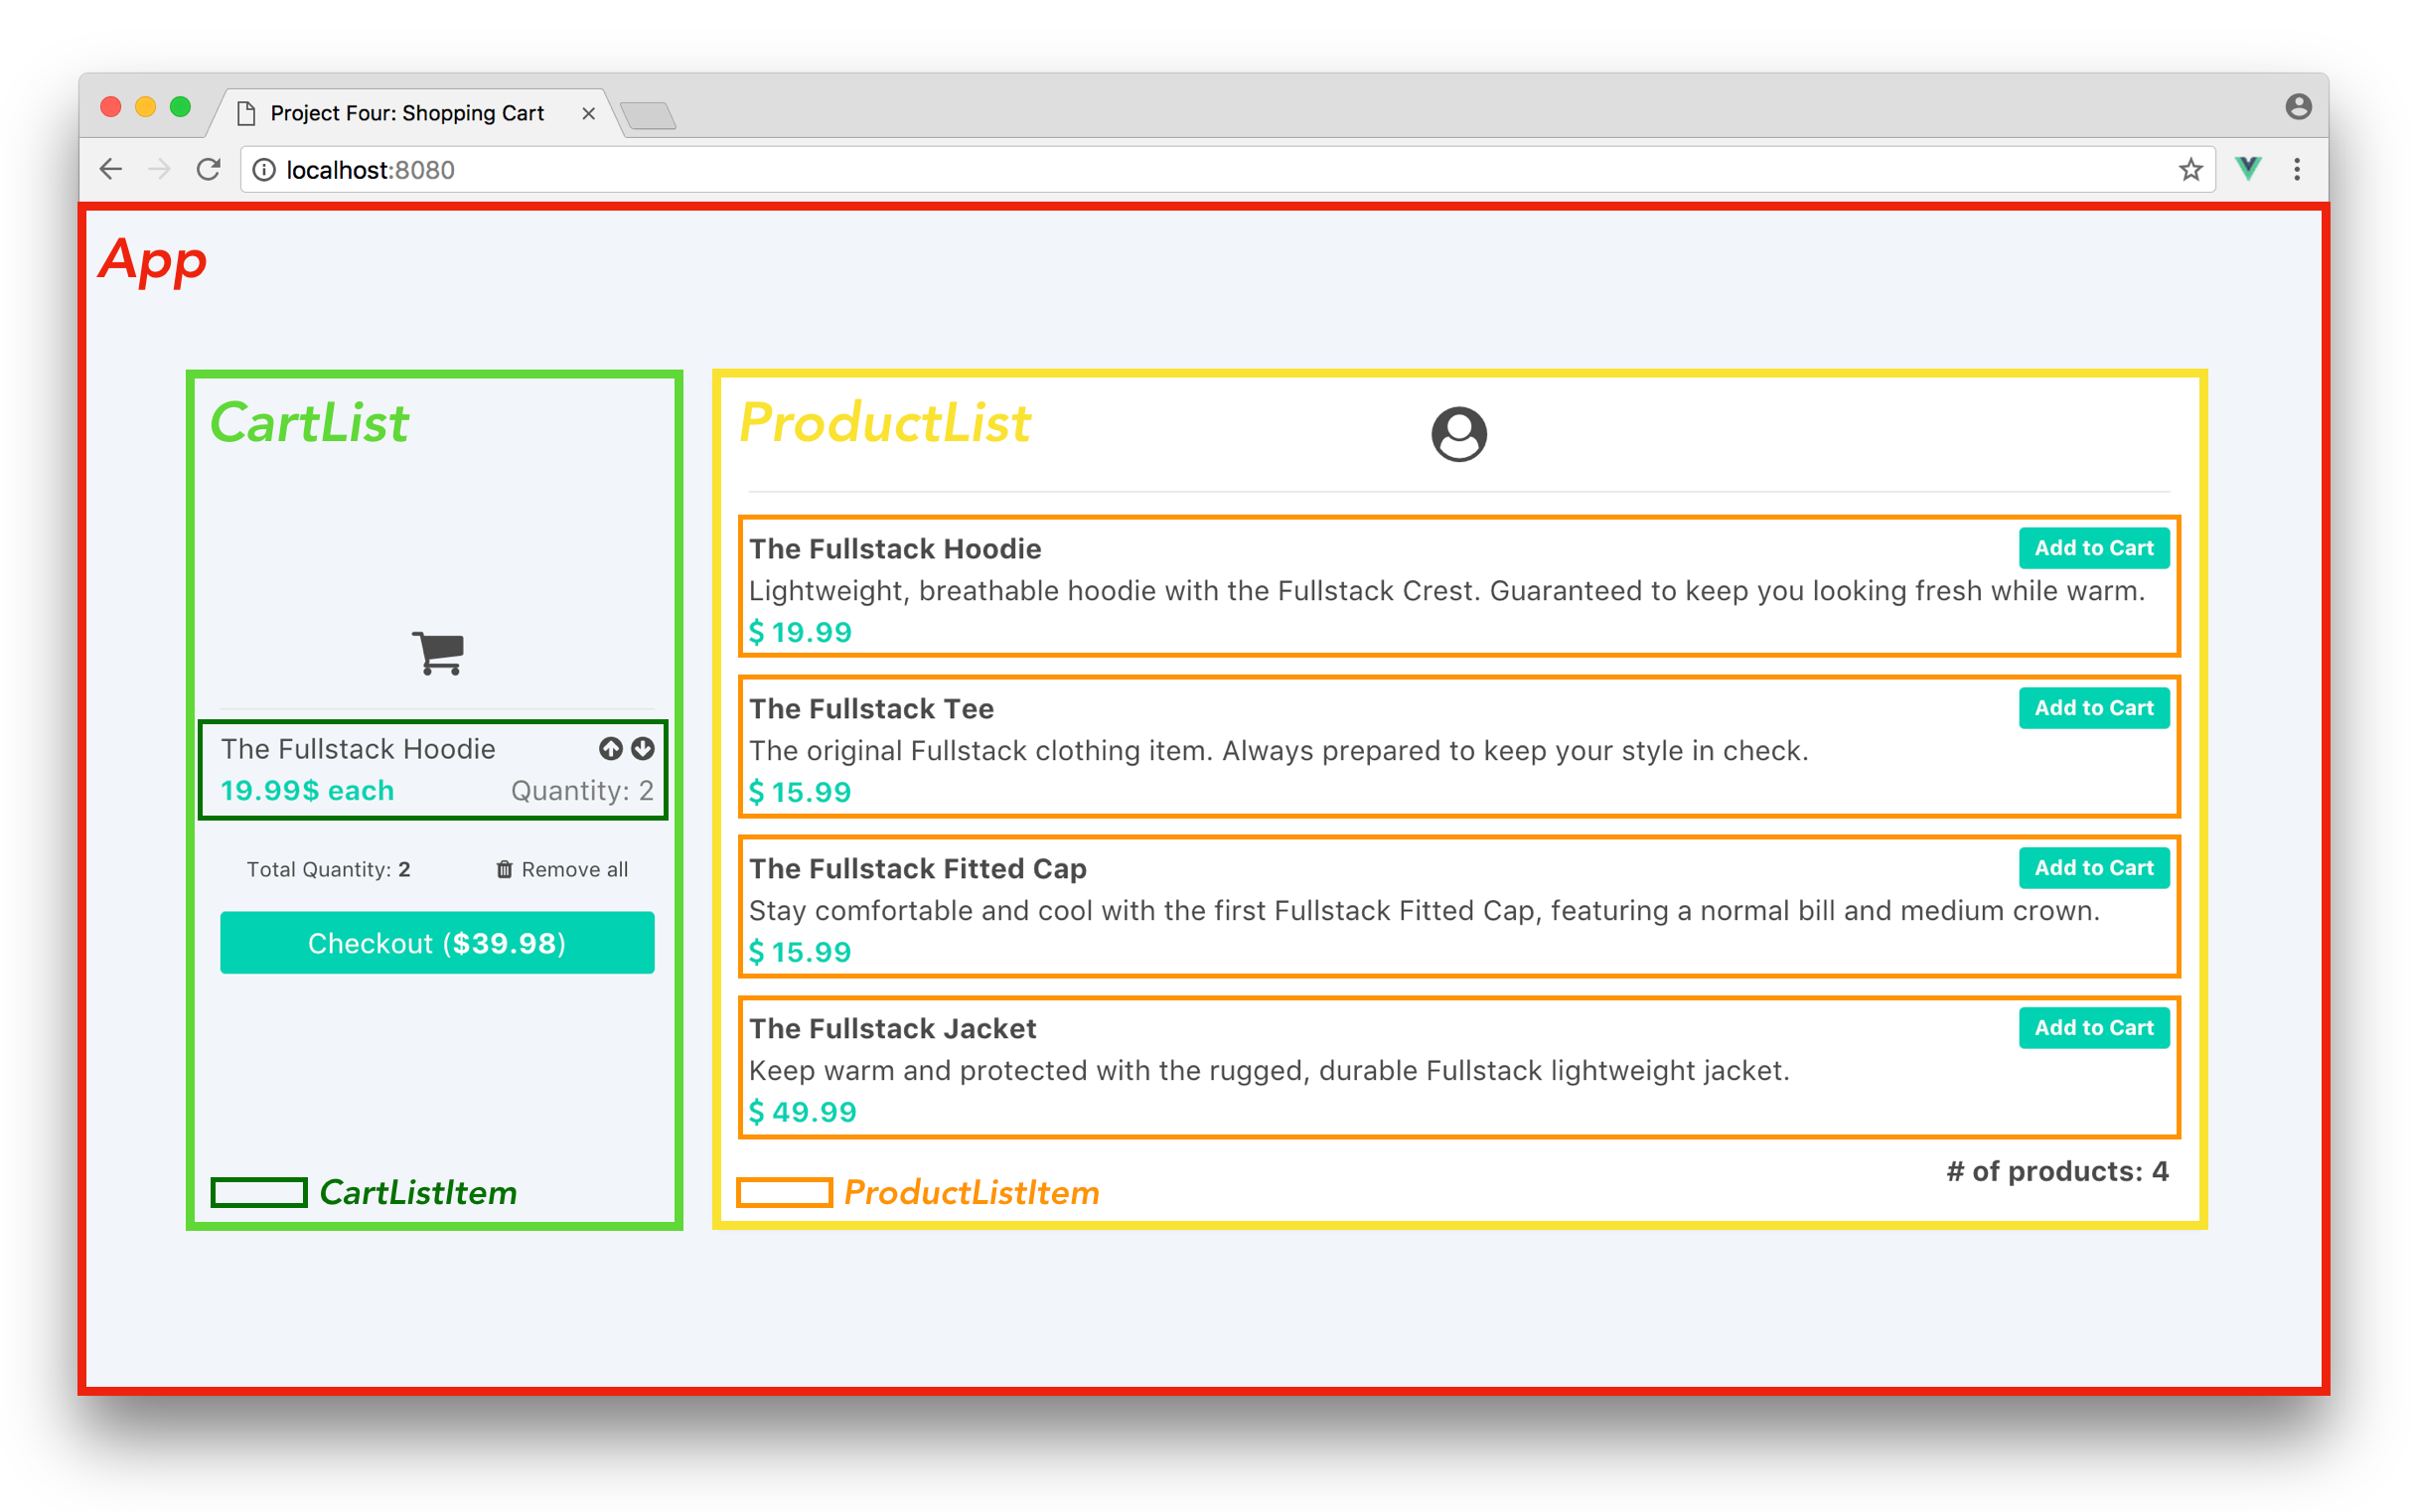 Project Four: Shopping Cart
localhost:8080
App
CartList
The Fullstack Hoodie
19.99$ each Quantity: 2
Total Quantity: 2 Remove all
Checkout ($39.98)
CartListItem
ProductList
The Fullstack Hoodie Add to Cart
Lightweight, breathable hoodie with the Fullstack Crest. Guaranteed to keep you looking fresh while warm.
$ 19.99
The Fullstack Tee Add to Cart
The original Fullstack clothing item. Always prepared to keep your style in check.
$ 15.99
The Fullstack Fitted Cap Add to Cart
Stay comfortable and cool with the first Fullstack Fitted Cap, featuring a normal bill and medium crown.
$ 15.99
The Fullstack Jacket Add to Cart
Keep warm and protected with the rugged, durable Fullstack lightweight jacket.
$ 49.99
# of products: 4
ProductListItem